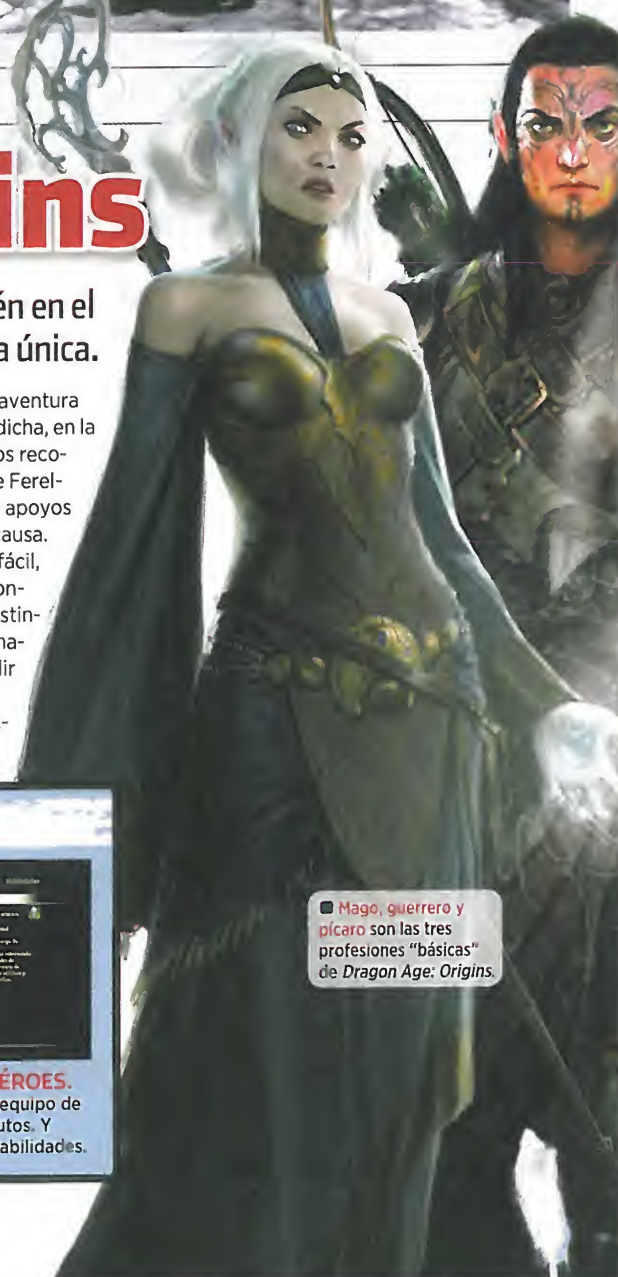 ins
én en el
a única.
aventura
dicha, en la
os reco-
e Ferel-
apoyos
ausa.
fácil,
on-
stin-
na-
lir
-
■ Mago, guerrero y
pícaro son las tres
profesiones “básicas”
de Dragon Age: Origins.
ÉROES.
equipo de
utos. Y
abilidades.